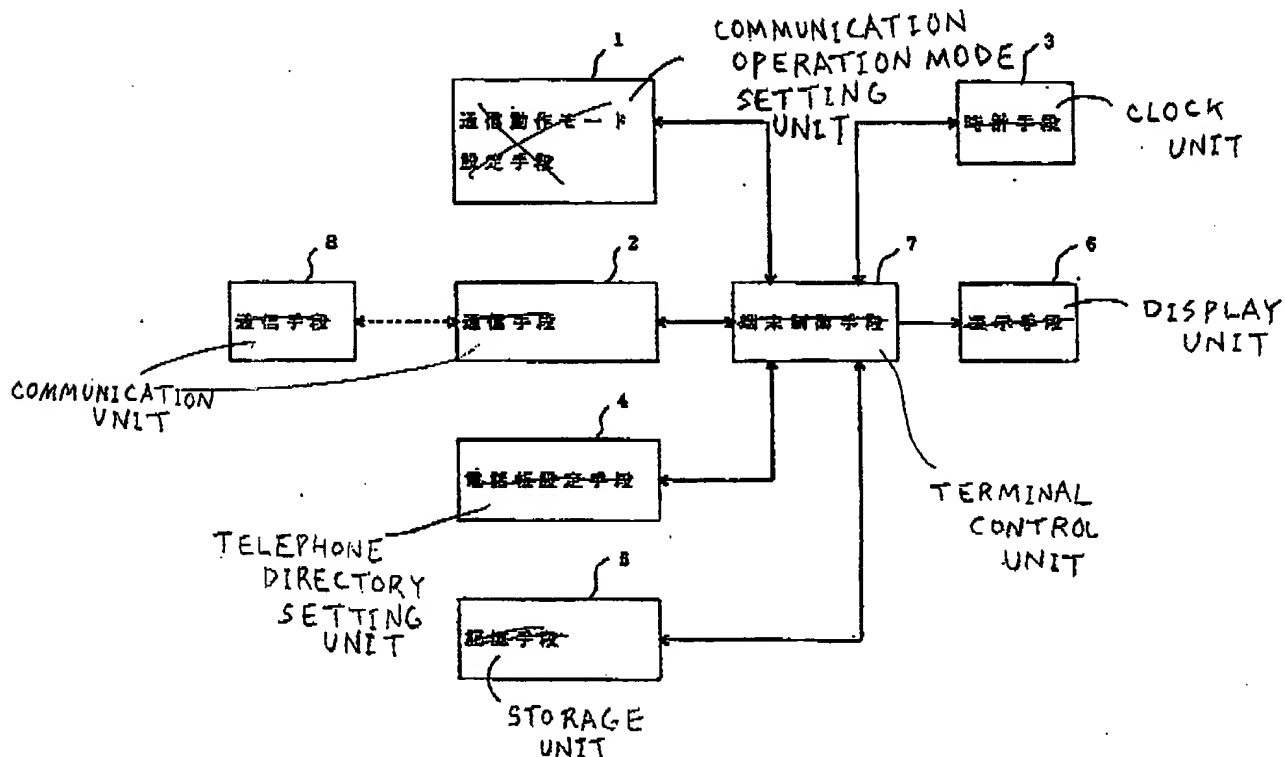 COMMUNICATION
OPERATION MODE
SETTING
UNIT
1
通信動作モード
設定手段
3
時計手段
CLOCK
UNIT
8
通信手段
2
通信手段
7
端末制御手段
6
表示手段
DISPLAY
UNIT
COMMUNICATION
UNIT
4
電話帳設定手段
TERMINAL
CONTROL
UNIT
TELEPHONE
DIRECTORY
SETTING
UNIT
5
記憶手段
STORAGE
UNIT